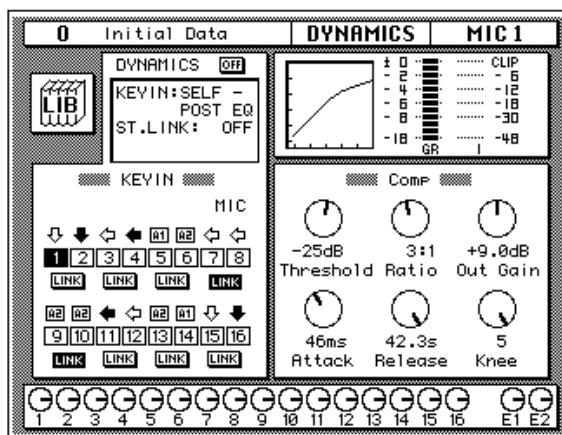 0 Initial Data DYNAMICS MIC 1
LIB
DYNAMICS OFF
KEYIN:SELF -
POST EQ
ST.LINK: OFF
± 0 CLIP
- 2 - 6
- 4 -12
- 6 -18
- 8 -30
-18 -48
GR I
KEYIN
MIC
A1 A2
1 2 3 4 5 6 7 8
LINK LINK LINK LINK
A2 A2 A2 A1
9 10 11 12 13 14 15 16
LINK LINK LINK LINK
Comp
-25dB 3:1 +9.0dB
Threshold Ratio Out Gain
46ms 42.3s 5
Attack Release Knee
1 2 3 4 5 6 7 8 9 10 11 12 13 14 15 16 E1 E2